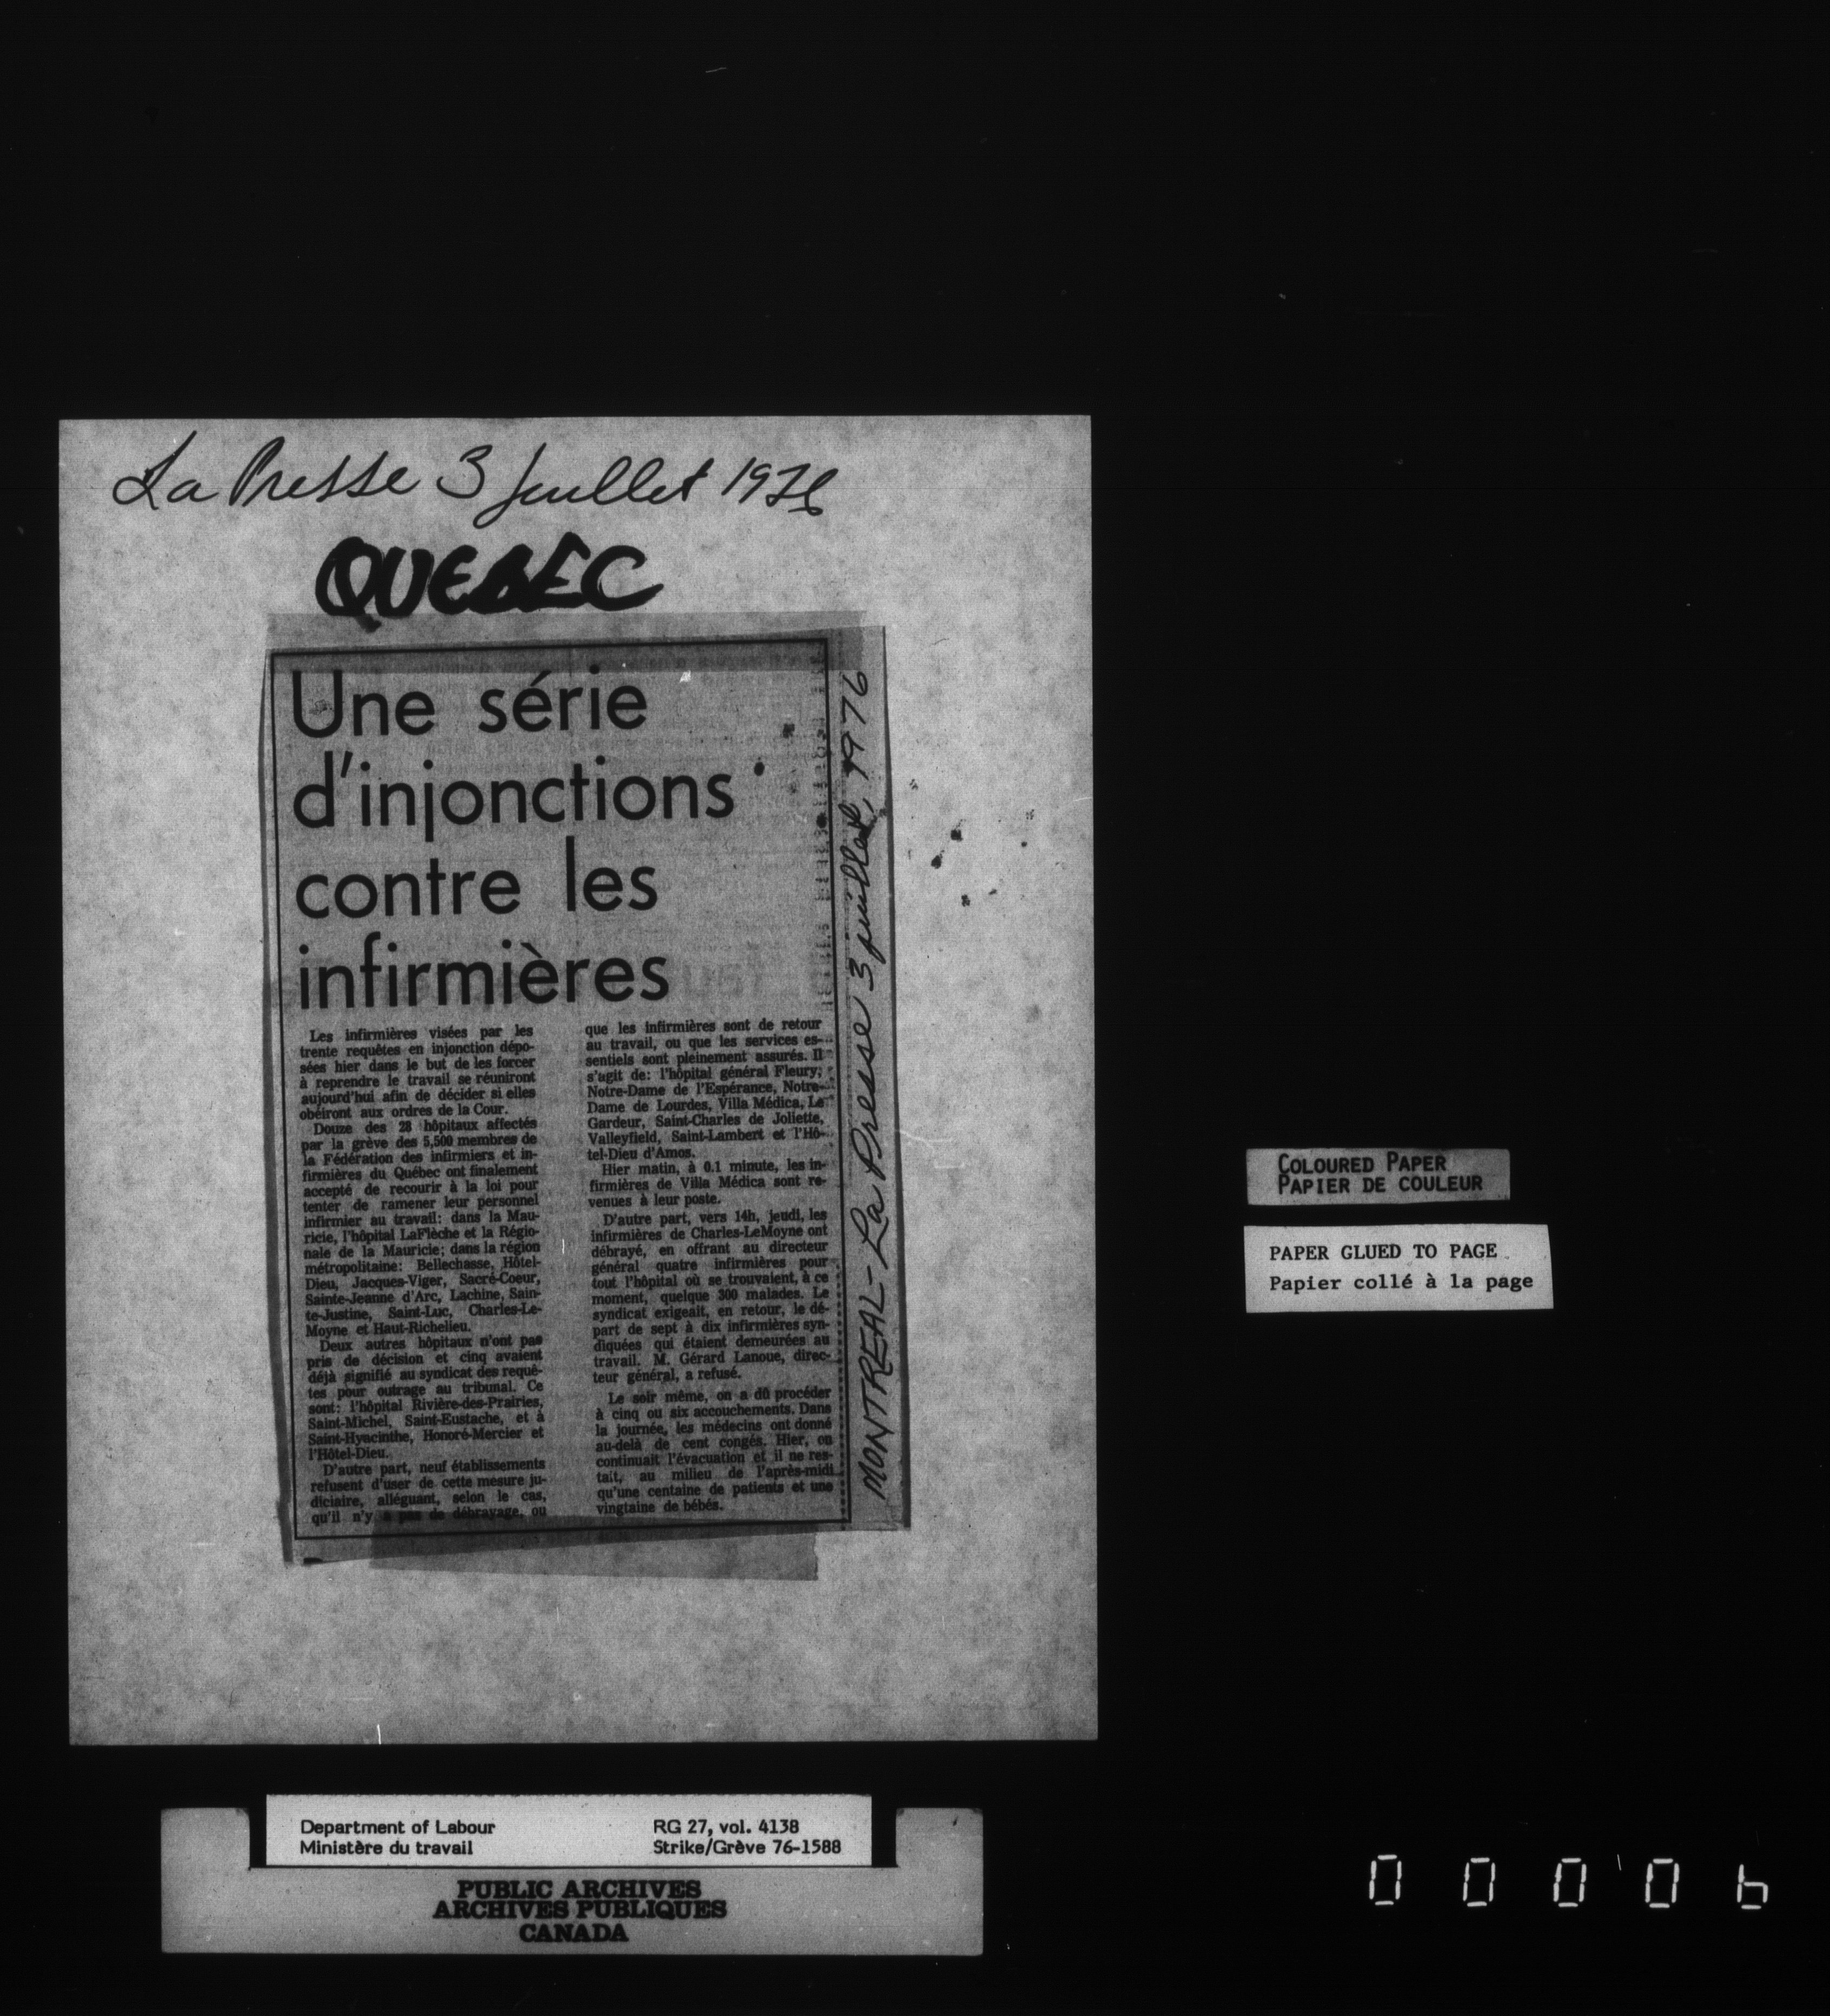 La Presse 3 juillet 1976
QUEBEC
Une série
d'injonctions
contre les
infirmières
Les infirmières visées par les
trente requêtes en injonction dépo-
sées hier dans le but de les forcer
à reprendre le travail se réuniront
aujourd'hui afin de décider si elles
obéiront aux ordres de la Cour.
Douze des 28 hôpitaux affectés
par la grève des 5,500 membres de
la Fédération des infirmiers et in-
firmières du Québec ont finalement
accepté de recourir à la loi pour
tenter de ramener leur personnel
infirmier au travail: dans la Mau-
ricie, l'hôpital LaFlèche et la Régio-
nale de la Mauricie; dans la région
métropolitaine: Bellechasse, Hôtel-
Dieu, Jacques-Viger, Sacré-Coeur,
Sainte-Jeanne d'Arc, Lachine, Sain-
te-Justine, Saint-Luc, Charles-Le-
Moyne et Haut-Richelieu.
Deux autres hôpitaux n'ont pas
pris de décision et cinq avaient
déjà signifié au syndicat des requê-
tes pour outrage au tribunal. Ce
sont: l'hôpital Rivière-des-Prairies,
Saint-Michel, Saint-Eustache, et à
Saint-Hyacinthe, Honoré-Mercier et
l'Hôtel-Dieu.
D'autre part, neuf établissements
refusent d'user de cette mesure ju-
diciaire, alléguant, selon le cas,
qu'il n'y a pas de débrayage, ou
que les infirmières sont de retour
au travail, ou que les services es-
sentiels sont pleinement assurés. Il
s'agit de: l'hôpital général Fleury,
Notre-Dame de l'Espérance, Notre-
Dame de Lourdes, Villa Médica, Le
Gardeur, Saint-Charles de Joliette,
Valleyfield, Saint-Lambert et l'Hô-
tel-Dieu d'Amos.
Hier matin, à 0.1 minute, les in-
firmières de Villa Médica sont re-
venues à leur poste.
D'autre part, vers 14h, jeudi, les
infirmières de Charles-LeMoyne ont
débrayé, en offrant au directeur
général quatre infirmières pour
tout l'hôpital où se trouvaient, à ce
moment, quelque 300 malades. Le
syndicat exigeait, en retour, le dé-
part de sept à dix infirmières syn-
diquées qui étaient demeurées au
travail. M. Gérard Lanoue, direc-
teur général, a refusé.
Le soir même, on a dû procéder
à cinq ou six accouchements. Dans
la journée, les médecins ont donné
au-delà de cent congés. Hier, on
continuait l'évacuation et il ne res-
tait, au milieu de l'après-midi
qu'une centaine de patients et une
vingtaine de bébés.
MONTREAL - La Presse 3 juillet, 1976
COLOURED PAPER
PAPIER DE COULEUR
PAPER GLUED TO PAGE
Papier collé à la page
Department of Labour RG 27, vol. 4138
Ministère du travail Strike/Grève 76-1588
PUBLIC ARCHIVES
ARCHIVES PUBLIQUES
CANADA
0 0 0 0 6